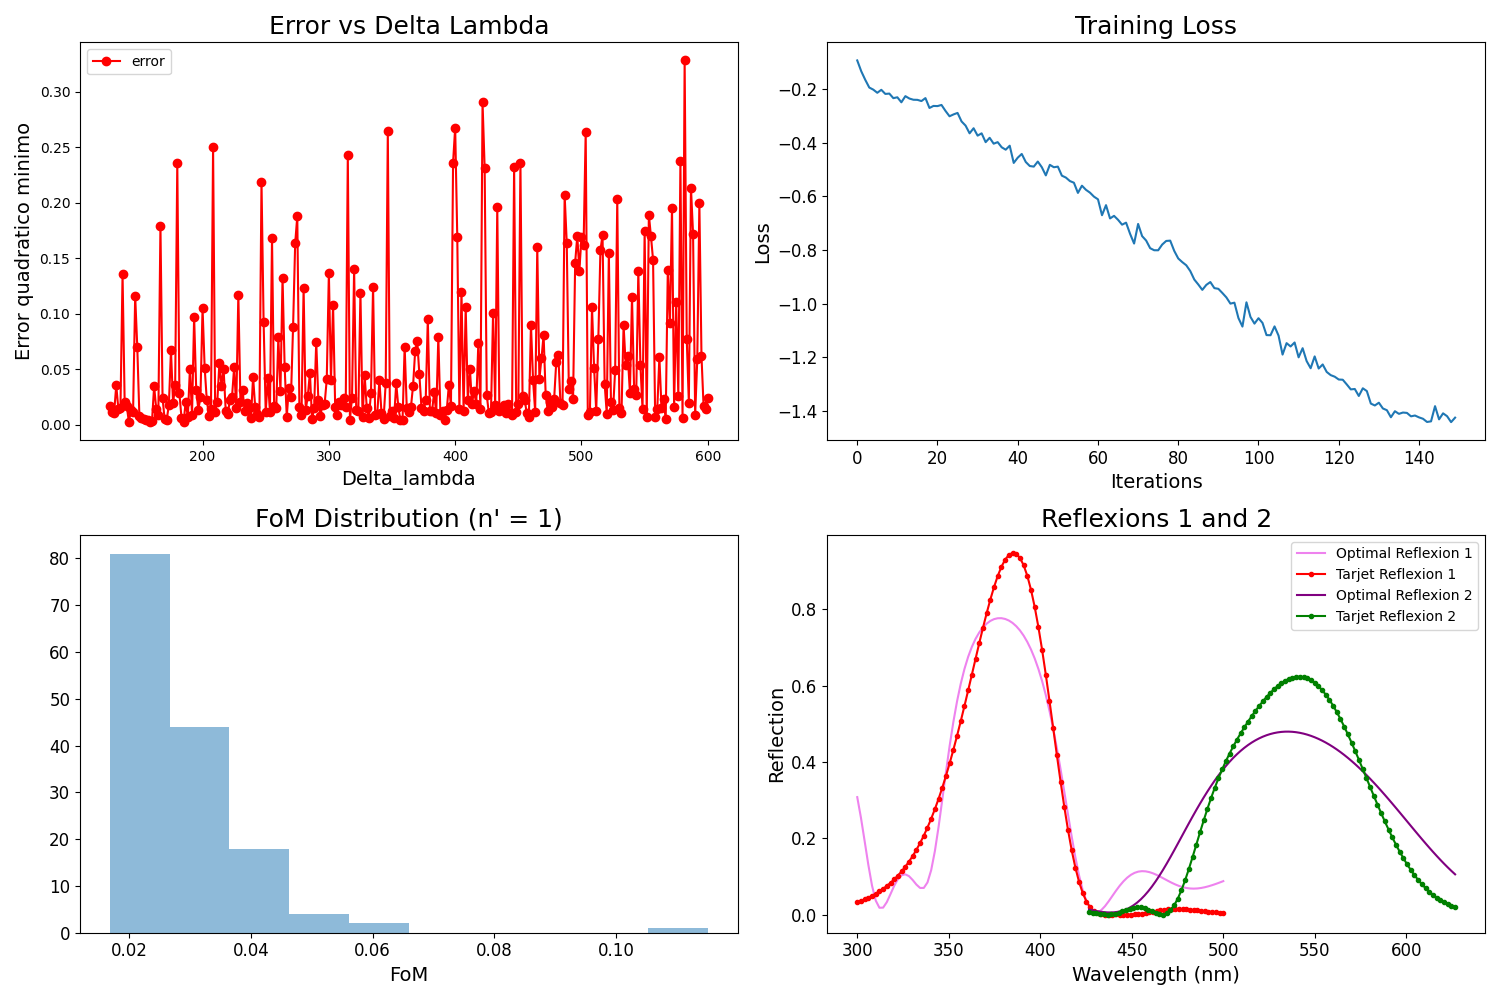 Error vs Delta Lambda
error
Error quadratico minimo
0.30
0.25
0.20
0.15
0.10
0.05
0.00
200 300 400 500 600
Delta_lambda
Training Loss
Loss
−0.2
−0.4
−0.6
−0.8
−1.0
−1.2
−1.4
0 20 40 60 80 100 120 140
Iterations
FoM Distribution (n' = 1)
80
70
60
50
40
30
20
10
0
0.02 0.04 0.06 0.08 0.10
FoM
Reflexions 1 and 2
Optimal Reflexion 1
Tarjet Reflexion 1
Optimal Reflexion 2
Tarjet Reflexion 2
Reflection
0.8
0.6
0.4
0.2
0.0
300 350 400 450 500 550 600
Wavelength (nm)